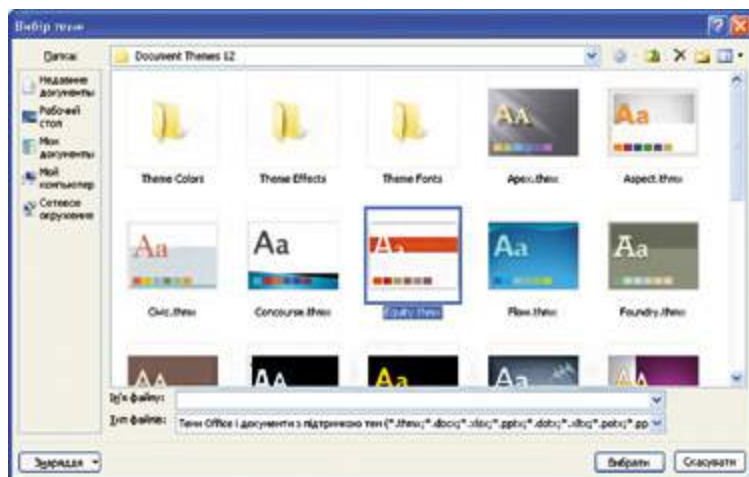 Вибір теми
Папка:
Document Themes 12
Недавние
документы
Рабочий
стол
Мои
документы
Мой
компьютер
Сетевое
окружение
Theme Colors
Theme Effects
Theme Fonts
Aa
Apex.thmx
Aa
Aspect.thmx
Aa
Civic.thmx
Aa
Concourse.thmx
Aa
Equity.thmx
Aa
Flow.thmx
Aa
Foundry.thmx
Aa
Aa
Aa
Aa
Aa
Ім'я файлу:
Тип файлів:
Теми Office і документи з підтримкою тем (*.thmx;*.docx;*.xlsx;*.pptx;*.dotx;*.xltx;*.potx;*.pp
Знаряддя
Вибрати
Скасувати